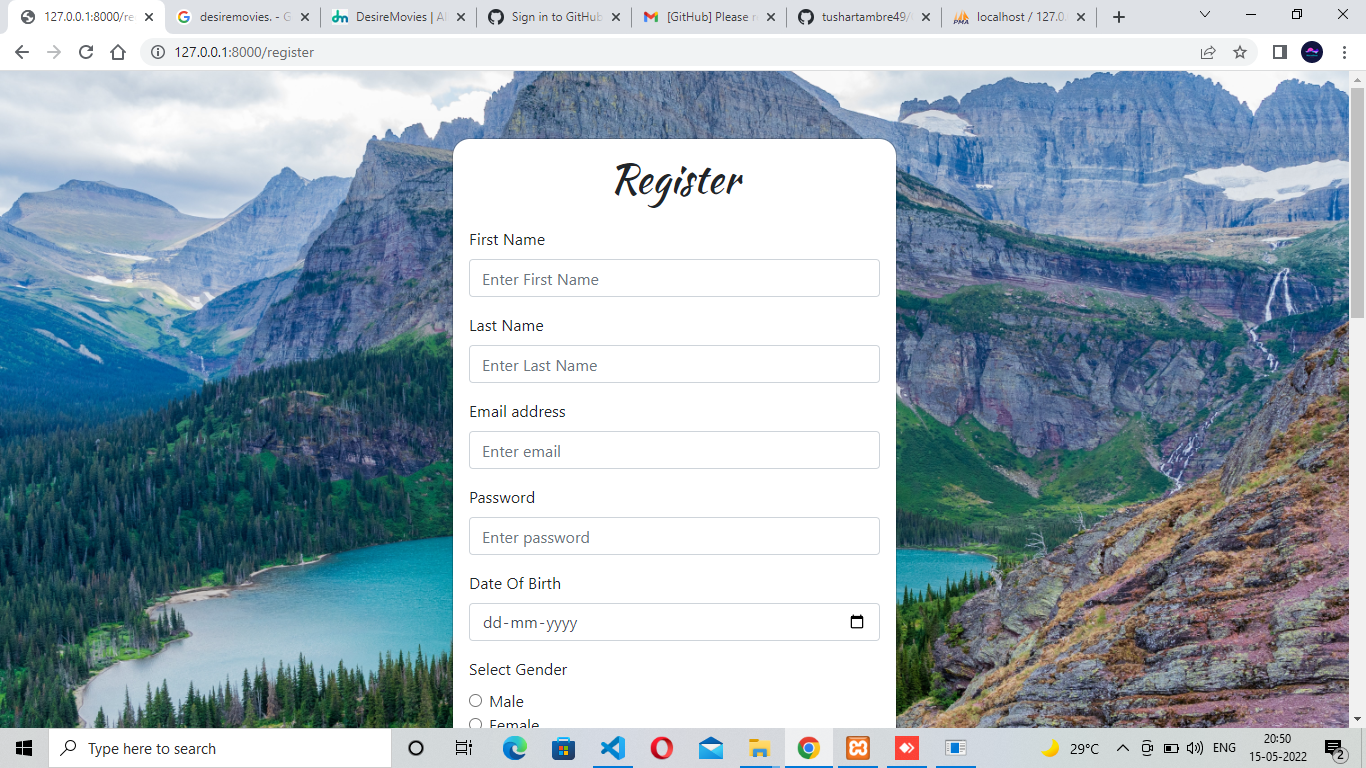 127.0.0.1:8000/re
desiremovies. - G
DesireMovies | A
Sign in to GitHub
[GitHub] Please r
tushartambre49/
localhost / 127.0.
127.0.0.1:8000/register
Register
First Name
Enter First Name
Last Name
Enter Last Name
Email address
Enter email
Password
Enter password
Date Of Birth
dd-mm-yyyy
Select Gender
Male
Female
Type here to search
29°C
ENG
20:50
15-05-2022
2